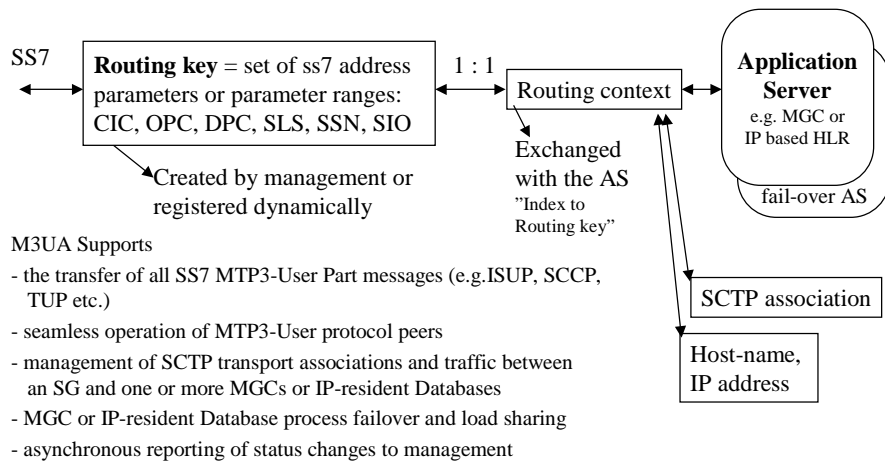 SS7
Routing key = set of ss7 address
parameters or parameter ranges:
CIC, OPC, DPC, SLS, SSN, SIO
1 : 1
Routing context
Application
Server
e.g. MGC or
IP based HLR
fail-over AS
Created by management or
registered dynamically
Exchanged
with the AS
”Index to
Routing key”
M3UA Supports
- the transfer of all SS7 MTP3-User Part messages (e.g.ISUP, SCCP,
TUP etc.)
- seamless operation of MTP3-User protocol peers
- management of SCTP transport associations and traffic between
an SG and one or more MGCs or IP-resident Databases
- MGC or IP-resident Database process failover and load sharing
- asynchronous reporting of status changes to management
SCTP association
Host-name,
IP address